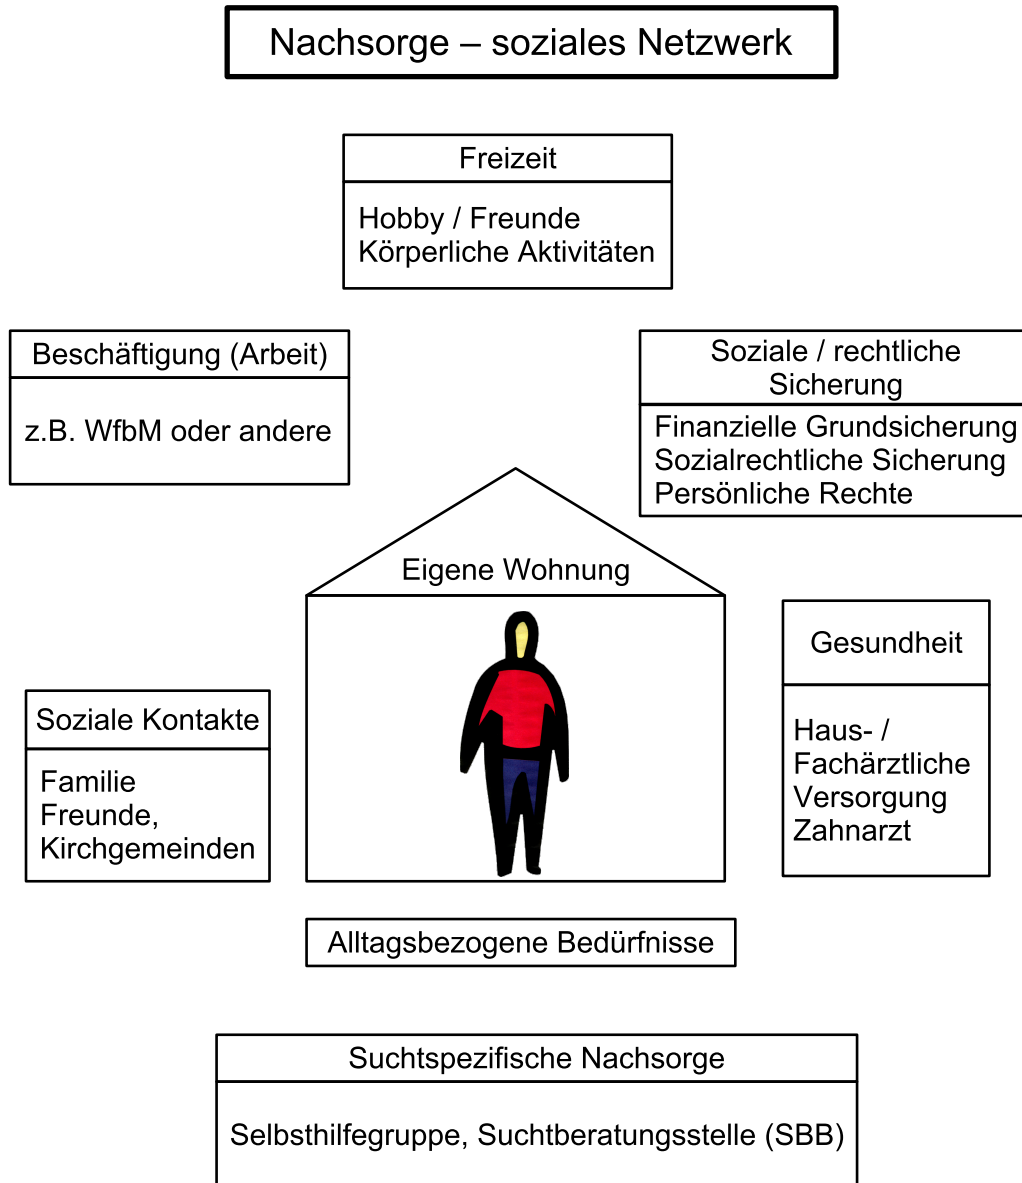 Nachsorge – soziales Netzwerk
Freizeit
Hobby / Freunde
Körperliche Aktivitäten
Beschäftigung (Arbeit)
z.B. WfbM oder andere
Soziale / rechtliche
Sicherung
Finanzielle Grundsicherung
Sozialrechtliche Sicherung
Persönliche Rechte
Eigene Wohnung
Gesundheit
Haus- /
Fachärztliche
Versorgung
Zahnarzt
Soziale Kontakte
Familie
Freunde,
Kirchgemeinden
Alltagsbezogene Bedürfnisse
Suchtspezifische Nachsorge
Selbsthilfegruppe, Suchtberatungsstelle (SBB)